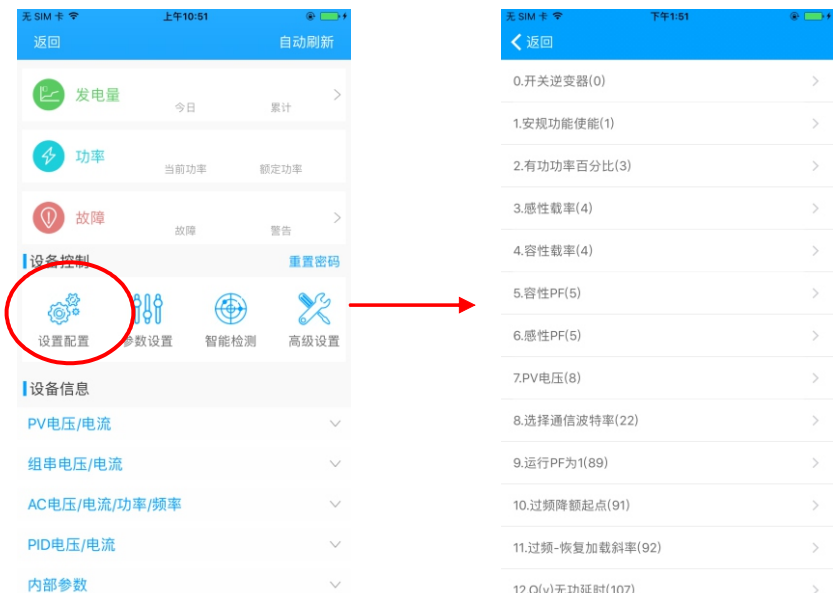 无 SIM 卡 上午10:51
返回 自动刷新
发电量 今日 累计
功率 当前功率 额定功率
故障 故障 警告
设备控制 重置密码
设置配置 参数设置 智能检测 高级设置
设备信息
PV电压/电流
组串电压/电流
AC电压/电流/功率/频率
PID电压/电流
内部参数
无 SIM 卡 下午1:51
返回
0.开关逆变器(0)
1.安规功能使能(1)
2.有功功率百分比(3)
3.感性载率(4)
4.容性载率(4)
5.容性PF(5)
6.感性PF(5)
7.PV电压(8)
8.选择通信波特率(22)
9.运行PF为1(89)
10.过频降额起点(91)
11.过频-恢复加载斜率(92)
12.Q(v)无功延时(107)